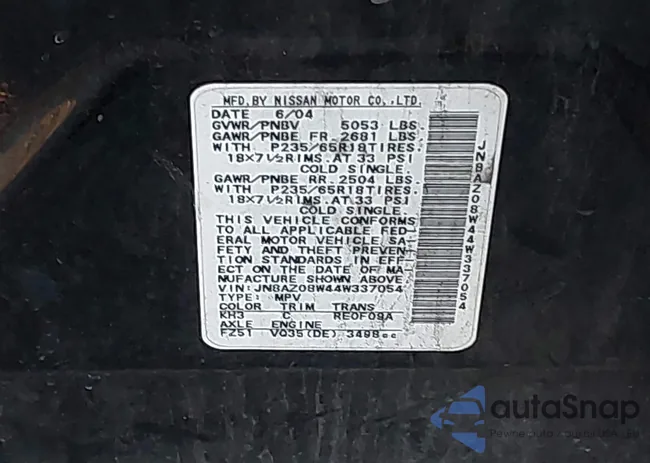 MFD. BY NISSAN MOTOR CO.,LTD.
DATE 6/04
GVWR/PNBV 5053 LBS.
GAWR/PNBE FR. 2681 LBS
WITH P235/65R18TIRES,
18X7½RIMS.AT 33 PSI
COLD SINGLE.
GAWR/PNBE RR. 2504 LBS.
WITH P235/65R18TIRES
18X7½RIMS.AT 33 PSI
COLD SINGLE.
THIS VEHICLE CONFORMS
TO ALL APPLICABLE FED
ERAL MOTOR VEHICLE SA
FETY AND THEFT PREVEN
TION STANDARDS IN EFF
ECT ON THE DATE OF MA
NUFACTURE SHOWN ABOVE
VIN:JN8AZ08W44W337054
TYPE: MPV
COLOR TRIM TRANS
KH3 C RE0F09A
AXLE ENGINE
FZ51 VQ35(DE) 3498cc
JN8AZ08W44W337054
autaSnap